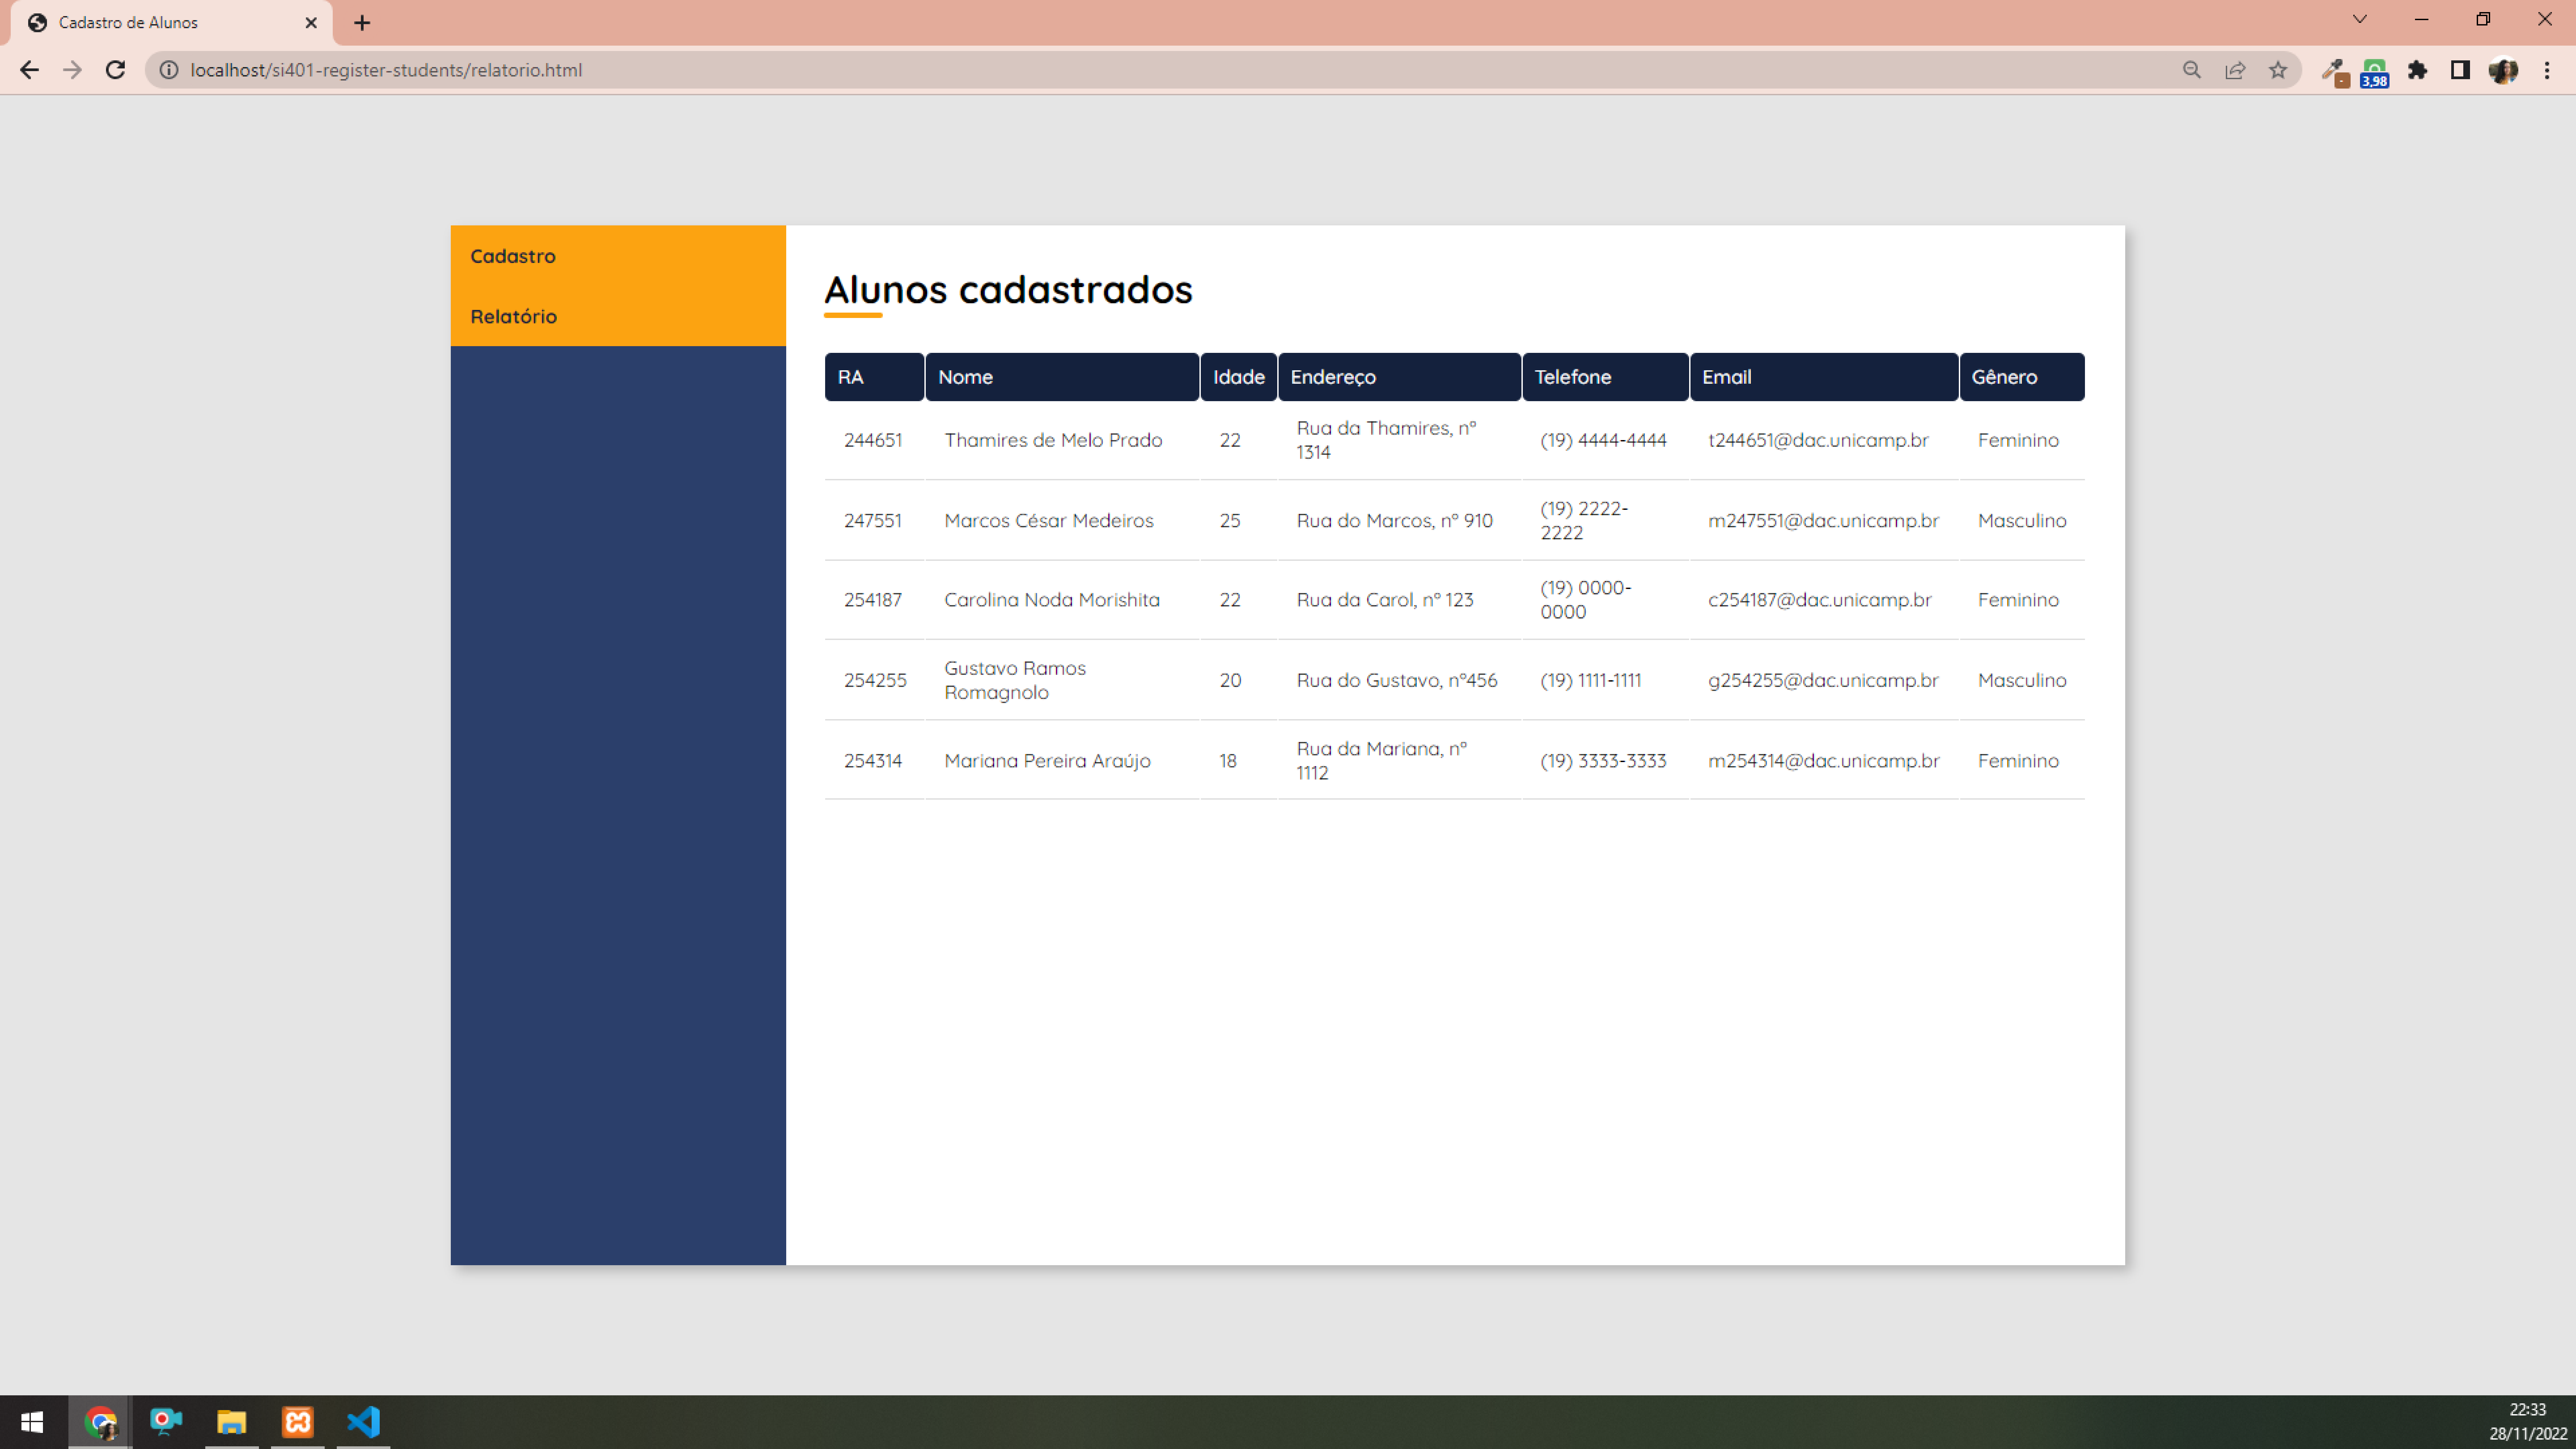 Cadastro de Alunos
localhost/si401-register-students/relatorio.html
3,98
Cadastro
Relatório
Alunos cadastrados
RA Nome Idade Endereço Telefone Email Gênero
244651 Thamires de Melo Prado 22 Rua da Thamires, nº (19) 4444-4444 t244651@dac.unicamp.br Feminino
1314
247551 Marcos César Medeiros 25 Rua do Marcos, nº 910 (19) 2222- m247551@dac.unicamp.br Masculino
2222
254187 Carolina Noda Morishita 22 Rua da Carol, nº 123 (19) 0000- c254187@dac.unicamp.br Feminino
0000
254255 Gustavo Ramos 20 Rua do Gustavo, nº456 (19) 1111-1111 g254255@dac.unicamp.br Masculino
Romagnolo
254314 Mariana Pereira Araújo 18 Rua da Mariana, nº (19) 3333-3333 m254314@dac.unicamp.br Feminino
1112
22:33
28/11/2022